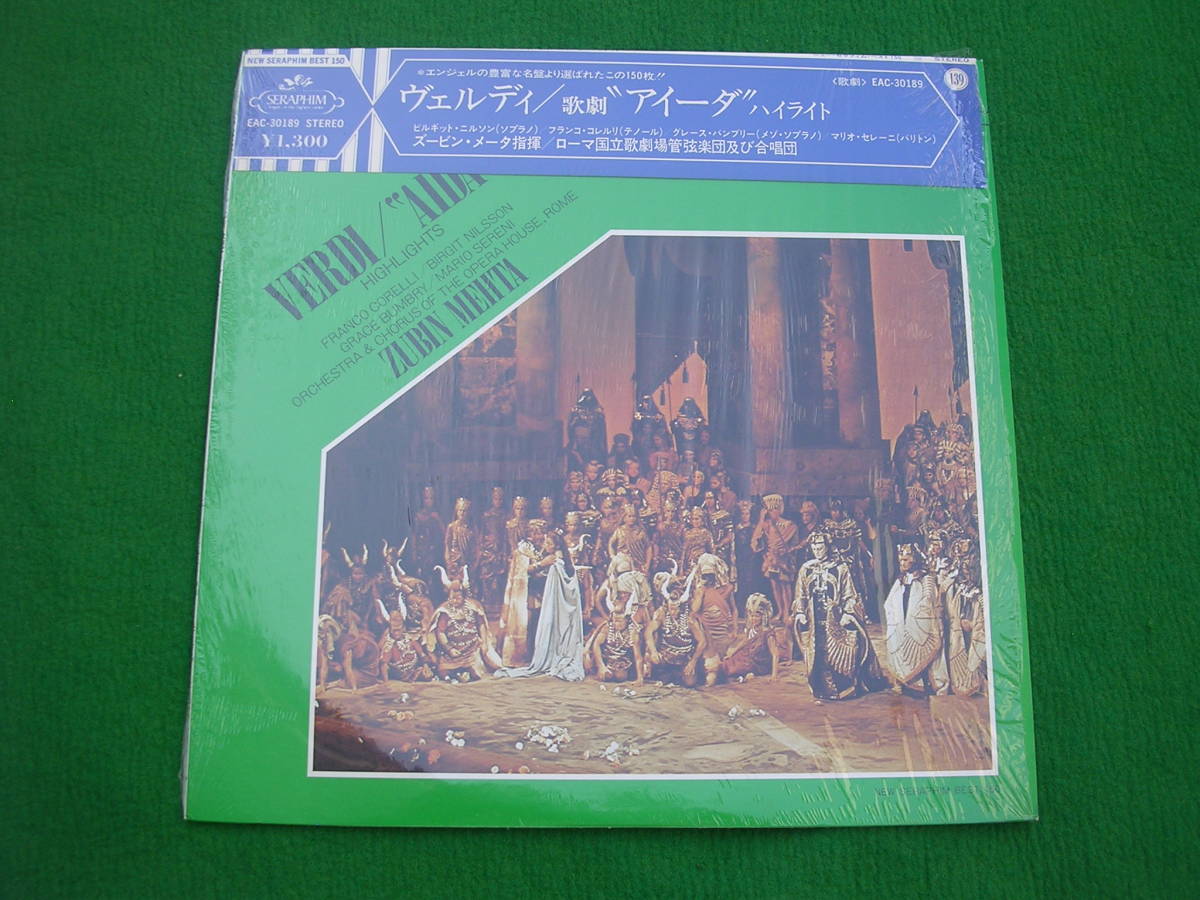 NEW SERAPHIM BEST 150
SERAPHIM
EAC-30189 STEREO
¥1,300
*エンジェルの豊富な名盤より選ばれたこの150枚!!
ヴェルディ/歌劇“アイーダ”ハイライト
ビルギット・ニルソン(ソプラノ) フランコ・コレルリ(テノール) グレース・バンブリー(メゾ・ソプラノ) マリオ・セレーニ(バリトン)
ズービン・メータ指揮/ローマ国立歌劇場管弦楽団及び合唱団
STEREO
139
〈歌劇〉 EAC-30189
VERDI/“AIDA
HIGHLIGHTS
FRANCO CORELLI/BIRGIT NILSSON
GRACE BUMBRY/MARIO SERENI
ORCHESTRA & CHORUS OF THE OPERA HOUSE, ROME
ZUBIN MEHTA
NEW SERAPHIM BEST 150